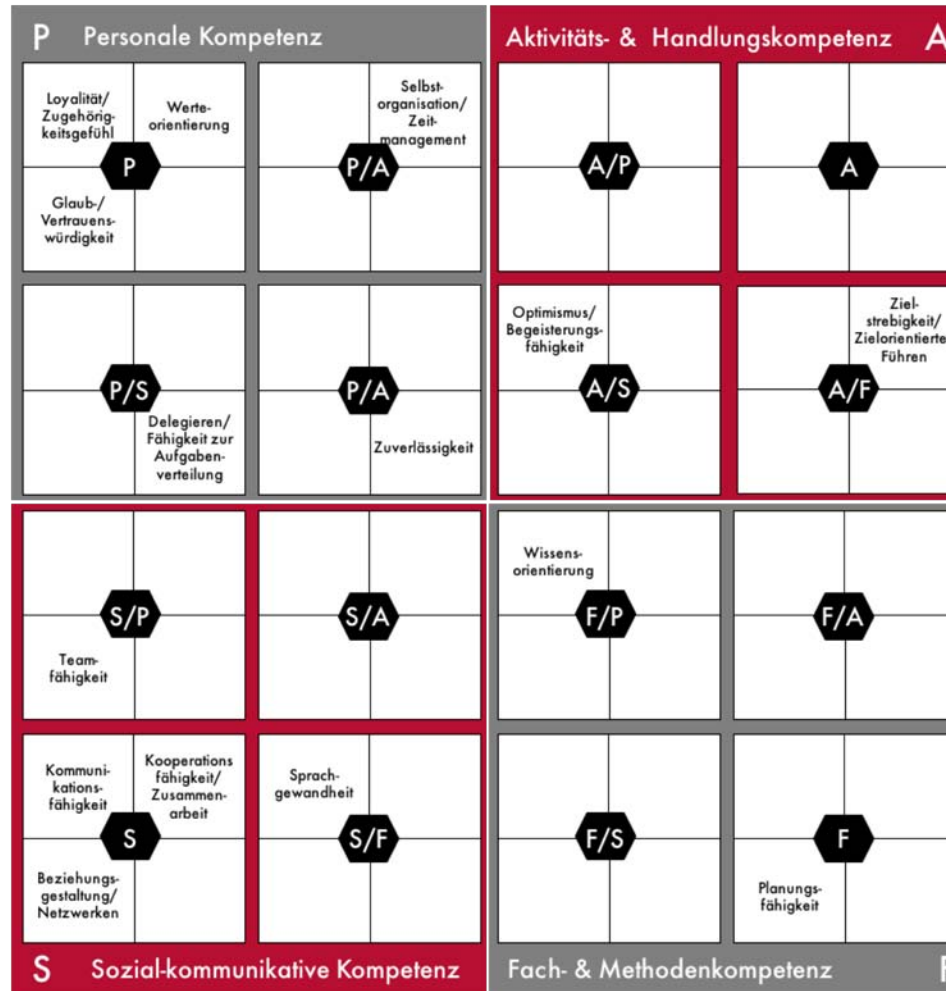 P Personale Kompetenz
Loyalität/
Zugehörig-
keitsgefühl
Werte-
orientierung
P
Glaub-/
Vertrauens-
würdigkeit
Selbst-
organisation/
Zeit-
management
P/A
P/S
Delegieren/
Fähigkeit zur
Aufgaben-
verteilung
P/A
Zuverlässigkeit
Aktivitäts- & Handlungskompetenz A
A/P
A
Optimismus/
Begeisterungs-
fähigkeit
A/S
Ziel-
strebigkeit/
Zielorientierte
Führen
A/F
S/P
Team-
fähigkeit
S/A
Kommuni-
kations-
fähigkeit
Kooperations
fähigkeit/
Zusammen-
arbeit
S
Beziehungs-
gestaltung/
Netzwerken
Sprach-
gewandheit
S/F
S Sozial-kommunikative Kompetenz
Wissens-
orientierung
F/P
F/A
F/S
F
Planungs-
fähigkeit
Fach- & Methodenkompetenz F